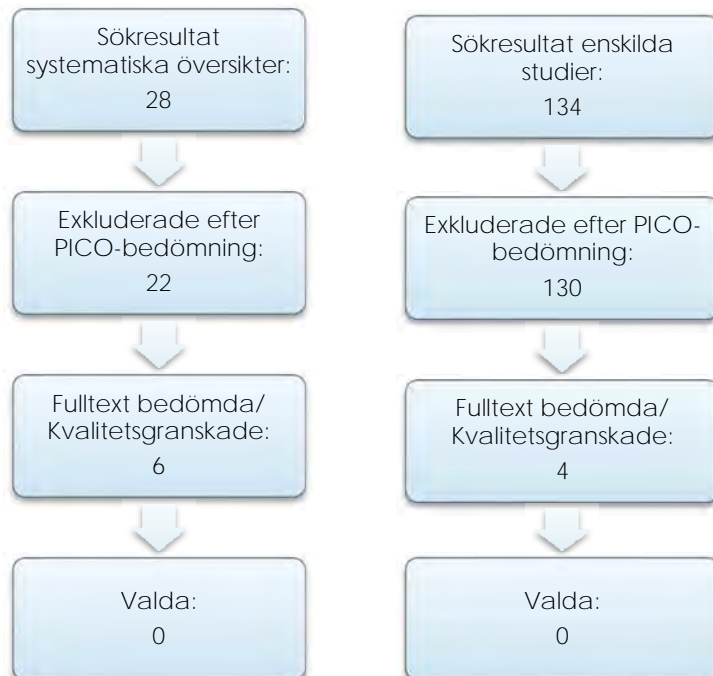 Sökresultat
systematiska översikter:
28
Exkluderade efter
PICO-bedömning:
22
Fulltext bedömda/
Kvalitetsgranskade:
6
Valda:
0
Sökresultat enskilda
studier:
134
Exkluderade efter PICO-
bedömning:
130
Fulltext bedömda/
Kvalitetsgranskade:
4
Valda:
0